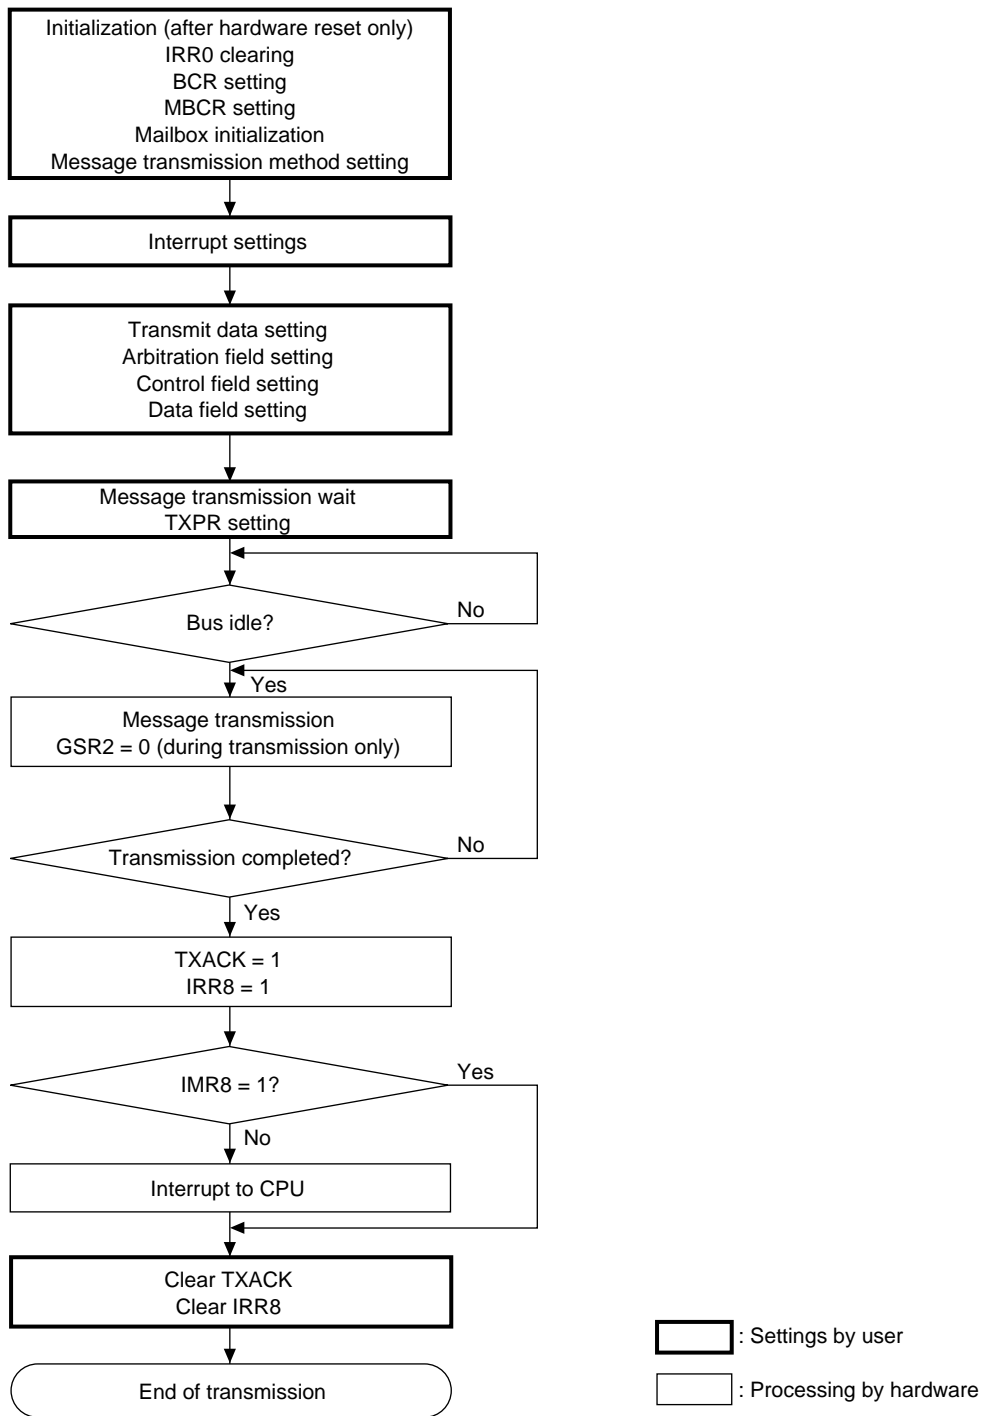 Initialization (after hardware reset only)
IRR0 clearing
BCR setting
MBCR setting
Mailbox initialization
Message transmission method setting
Interrupt settings
Transmit data setting
Arbitration field setting
Control field setting
Data field setting
Message transmission wait
TXPR setting
Bus idle?
No
Yes
Message transmission
GSR2 = 0 (during transmission only)
Transmission completed?
No
Yes
TXACK = 1
IRR8 = 1
IMR8 = 1?
Yes
No
Interrupt to CPU
Clear TXACK
Clear IRR8
End of transmission
: Settings by user
: Processing by hardware